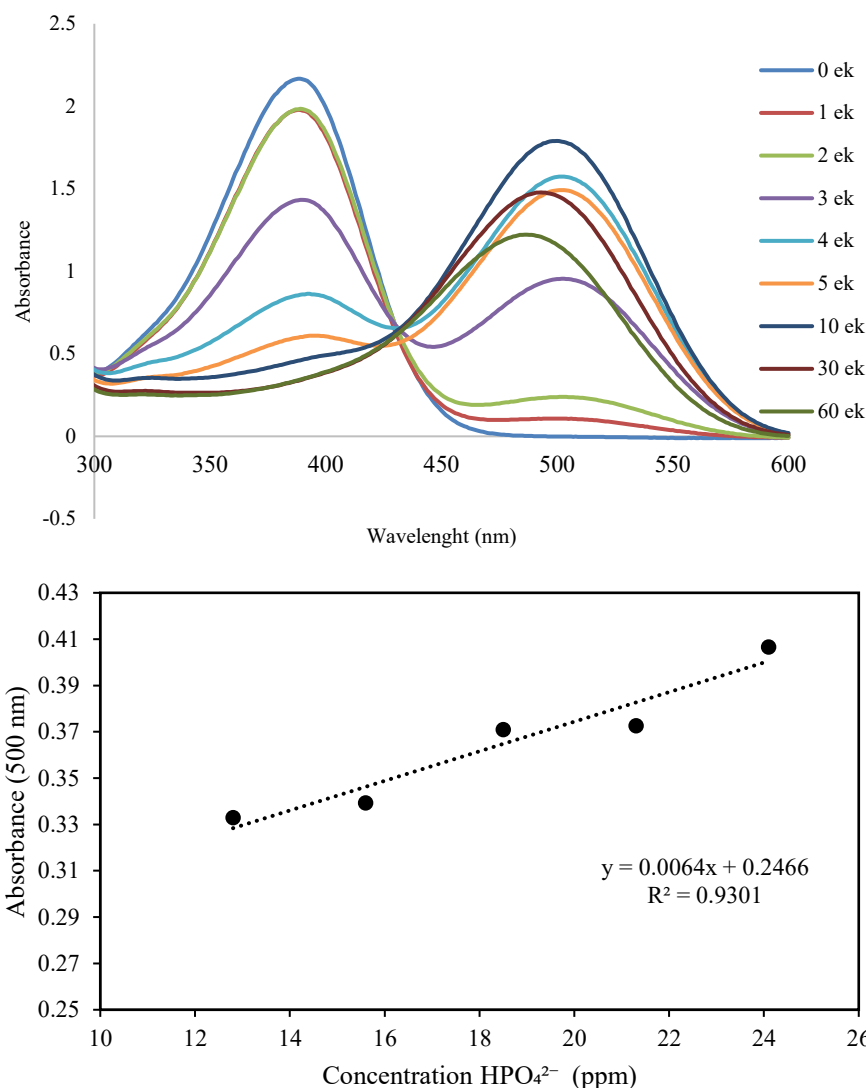 2.5
2
1.5
1
0.5
0
-0.5
Absorbance
300 350 400 450 500 550 600
Wavelenght (nm)
0 ek
1 ek
2 ek
3 ek
4 ek
5 ek
10 ek
30 ek
60 ek
0.43
0.41
0.39
0.37
0.35
0.33
0.31
0.29
0.27
0.25
Absorbance (500 nm)
y = 0.0064x + 0.2466
R² = 0.9301
10 12 14 16 18 20 22 24 26
Concentration HPO₄²⁻ (ppm)